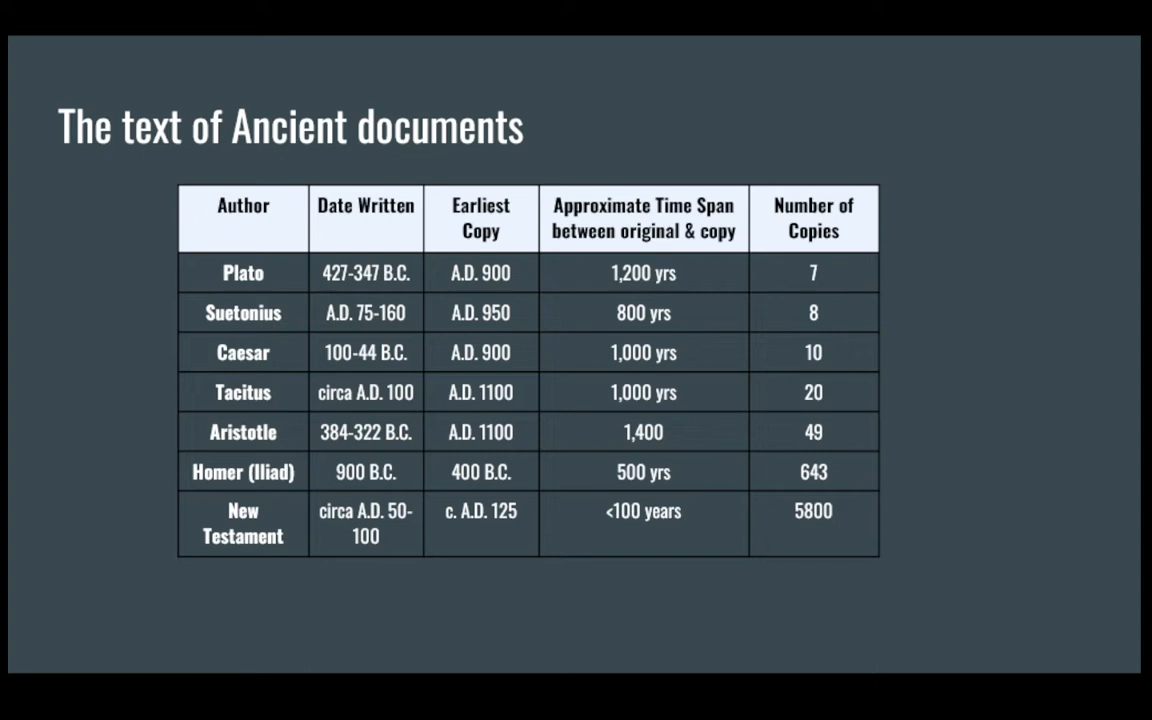 The text of Ancient documents
Author Date Written Earliest Copy Approximate Time Span between original & copy Number of Copies
Plato 427-347 B.C. A.D. 900 1,200 yrs 7
Suetonius A.D. 75-160 A.D. 950 800 yrs 8
Caesar 100-44 B.C. A.D. 900 1,000 yrs 10
Tacitus circa A.D. 100 A.D. 1100 1,000 yrs 20
Aristotle 384-322 B.C. A.D. 1100 1,400 49
Homer (Iliad) 900 B.C. 400 B.C. 500 yrs 643
New Testament circa A.D. 50-100 c. A.D. 125 <100 years 5800